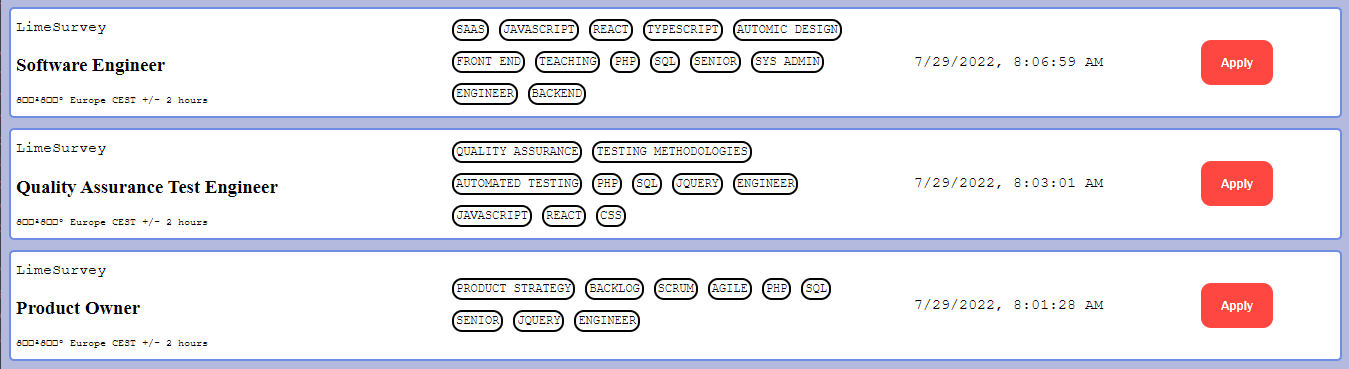 LimeSurvey
Software Engineer
Europe CEST +/- 2 hours
SAAS JAVASCRIPT REACT TYPESCRIPT AUTOMIC DESIGN
FRONT END TEACHING PHP SQL SENIOR SYS ADMIN
ENGINEER BACKEND
7/29/2022, 8:06:59 AM
Apply
LimeSurvey
Quality Assurance Test Engineer
Europe CEST +/- 2 hours
QUALITY ASSURANCE TESTING METHODOLOGIES
AUTOMATED TESTING PHP SQL JQUERY ENGINEER
JAVASCRIPT REACT CSS
7/29/2022, 8:03:01 AM
Apply
LimeSurvey
Product Owner
Europe CEST +/- 2 hours
PRODUCT STRATEGY BACKLOG SCRUM AGILE PHP SQL
SENIOR JQUERY ENGINEER
7/29/2022, 8:01:28 AM
Apply